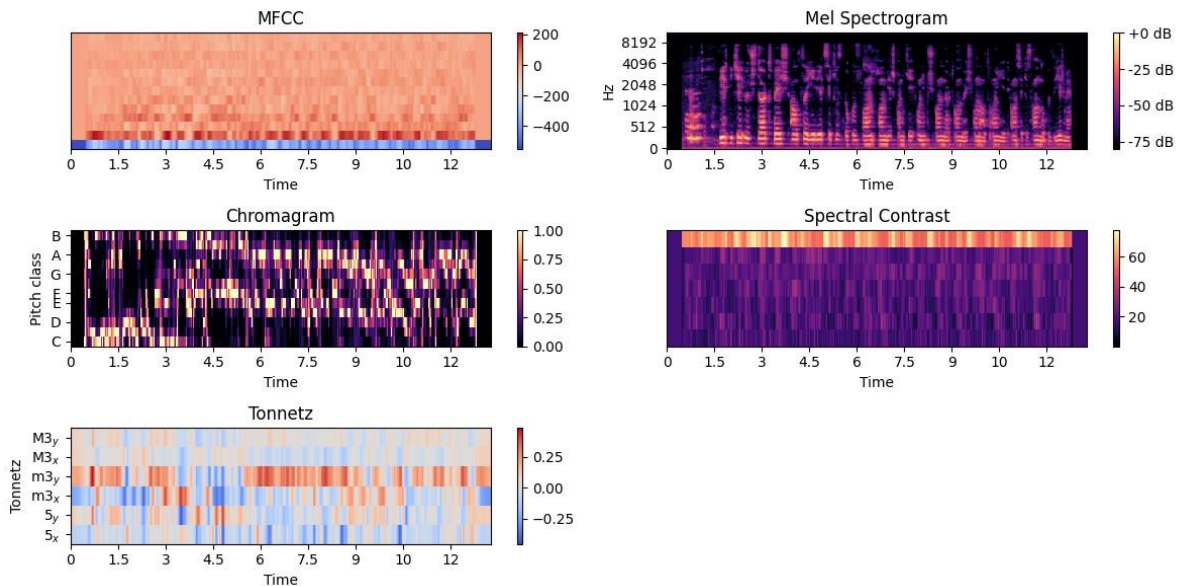 MFCC
200
0
−200
−400
0 1.5 3 4.5 6 7.5 9 10 12
Time
Mel Spectrogram
Hz
8192
4096
2048
1024
512
0
+0 dB
-25 dB
-50 dB
-75 dB
0 1.5 3 4.5 6 7.5 9 10 12
Time
Chromagram
Pitch class
B
A
G
F
E
D
C
1.00
0.75
0.50
0.25
0.00
0 1.5 3 4.5 6 7.5 9 10 12
Time
Spectral Contrast
60
40
20
0 1.5 3 4.5 6 7.5 9 10 12
Time
Tonnetz
Tonnetz
M3y
M3x
m3y
m3x
5y
5x
0.25
0.00
−0.25
0 1.5 3 4.5 6 7.5 9 10 12
Time